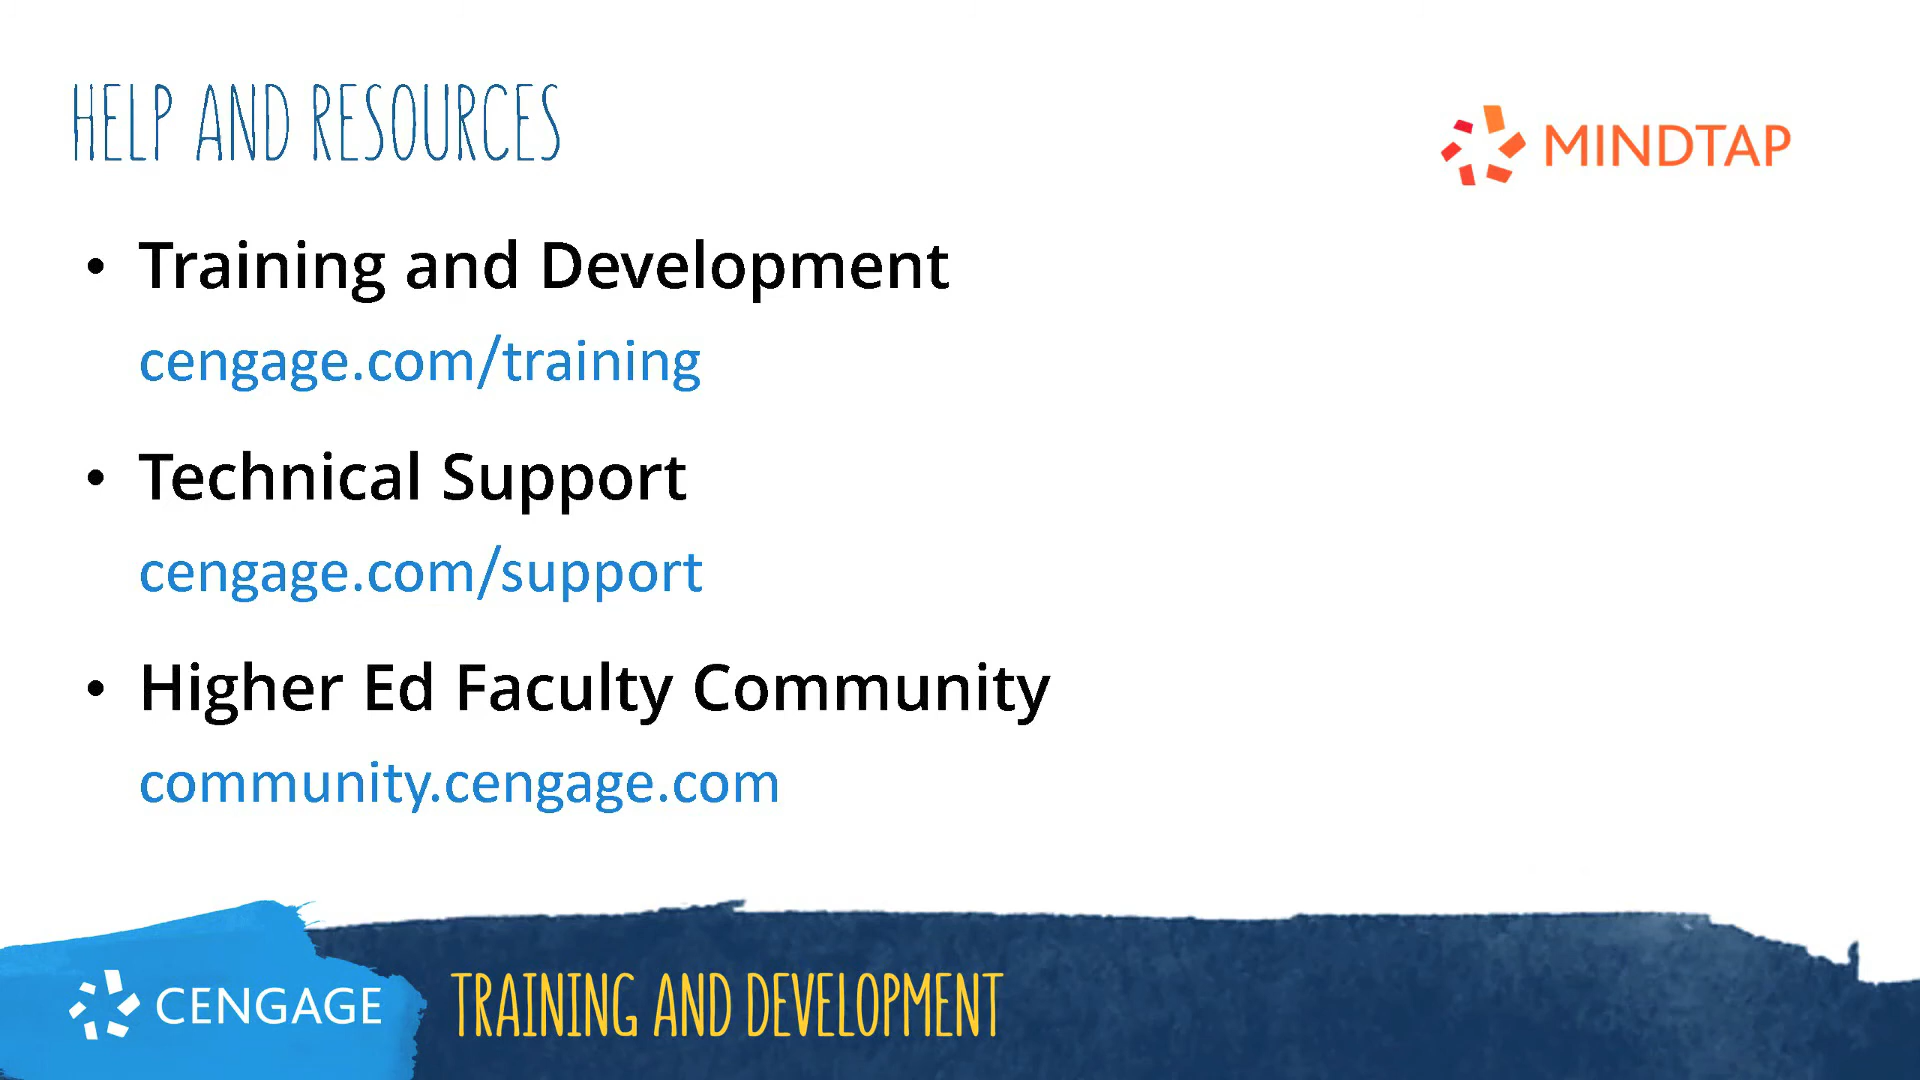 HELP AND RESOURCES
MINDTAP
• Training and Development
cengage.com/training
• Technical Support
cengage.com/support
• Higher Ed Faculty Community
community.cengage.com
CENGAGE
TRAINING AND DEVELOPMENT